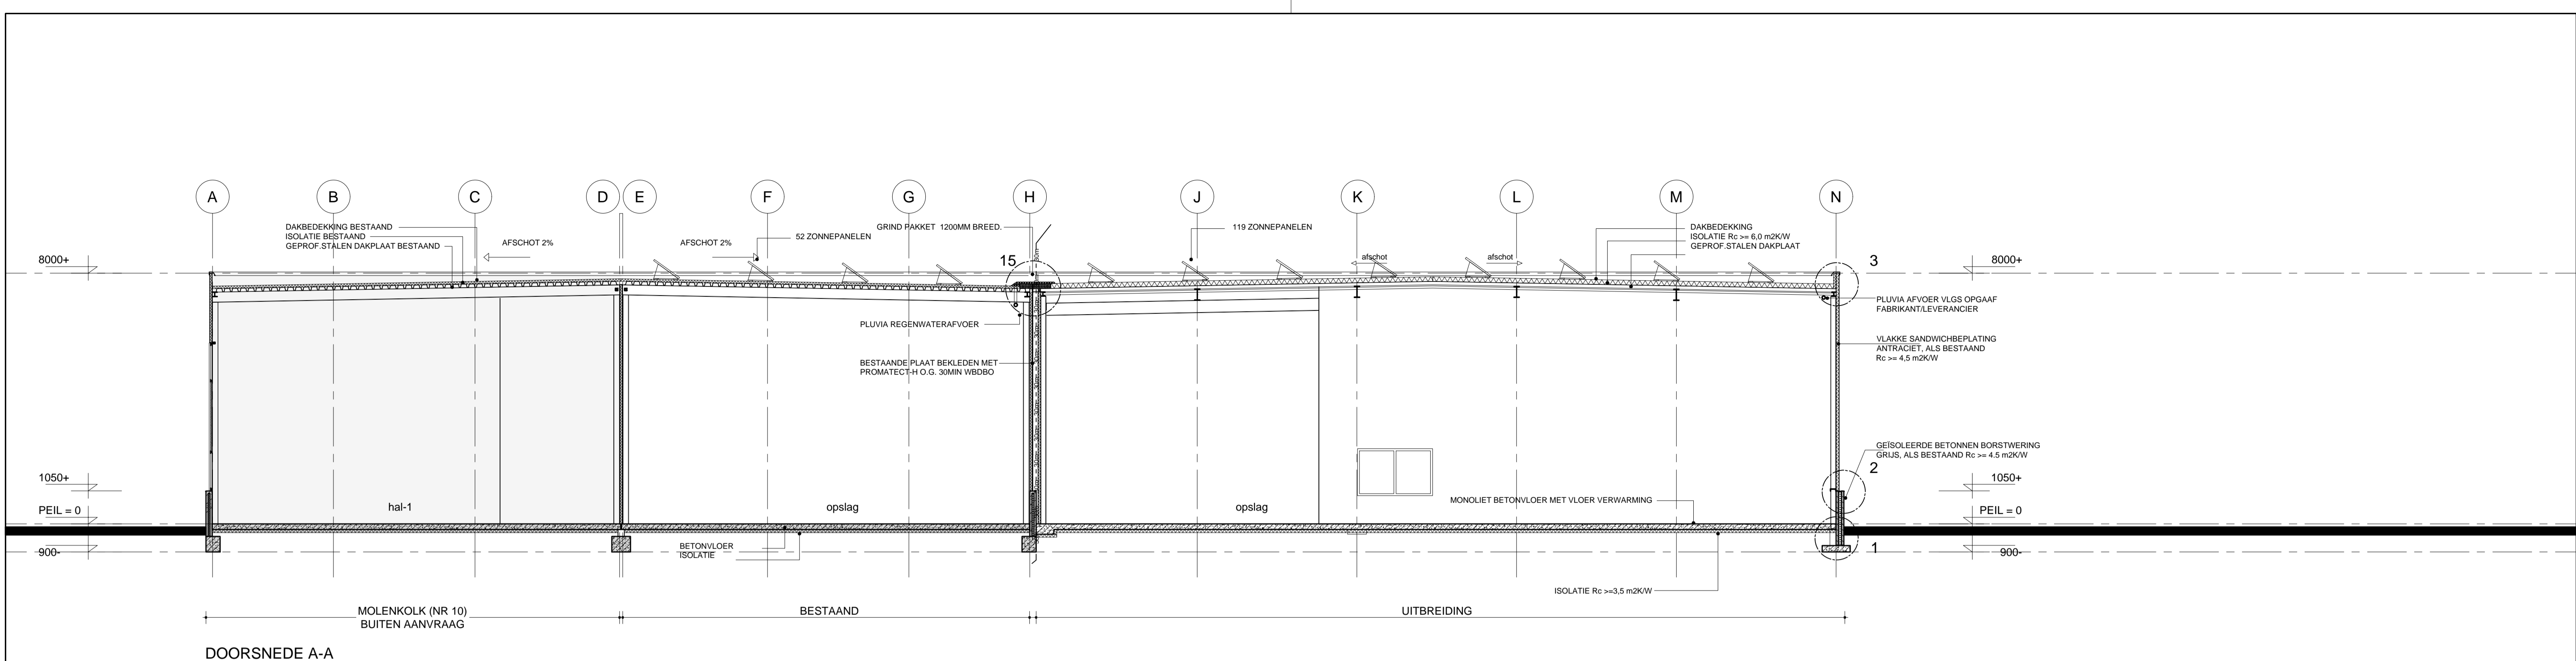 A
B
C
D
E
F
G
H
J
K
L
M
N
DAKBEDEKKING BESTAAND
ISOLATIE BESTAAND
GEPROF.STALEN DAKPLAAT BESTAAND
AFSCHOT 2%
AFSCHOT 2%
52 ZONNEPANELEN
GRIND PAKKET 1200MM BREED.
119 ZONNEPANELEN
DAKBEDEKKING
ISOLATIE Rc >= 6,0 m2K/W
GEPROF.STALEN DAKPLAAT
8000+
15
afschot
afschot
3
8000+
PLUVIA REGENWATERAFVOER
PLUVIA AFVOER VLGS OPGAAF
FABRIKANT/LEVERANCIER
BESTAANDE PLAAT BEKLEDEN MET
PROMATECT-H O.G. 30MIN WBDBO
VLAKKE SANDWICHBEPLATING
ANTRACIET, ALS BESTAAND
Rc >= 4,5 m2K/W
GEÏSOLEERDE BETONNEN BORSTWERING
GRIJS, ALS BESTAAND Rc >= 4.5 m2K/W
1050+
2
1050+
hal-1
opslag
opslag
MONOLIET BETONVLOER MET VLOER VERWARMING
PEIL = 0
PEIL = 0
BETONVLOER
ISOLATIE
900-
1
900-
ISOLATIE Rc >=3,5 m2K/W
MOLENKOLK (NR 10)
BUITEN AANVRAAG
BESTAAND
UITBREIDING
DOORSNEDE A-A